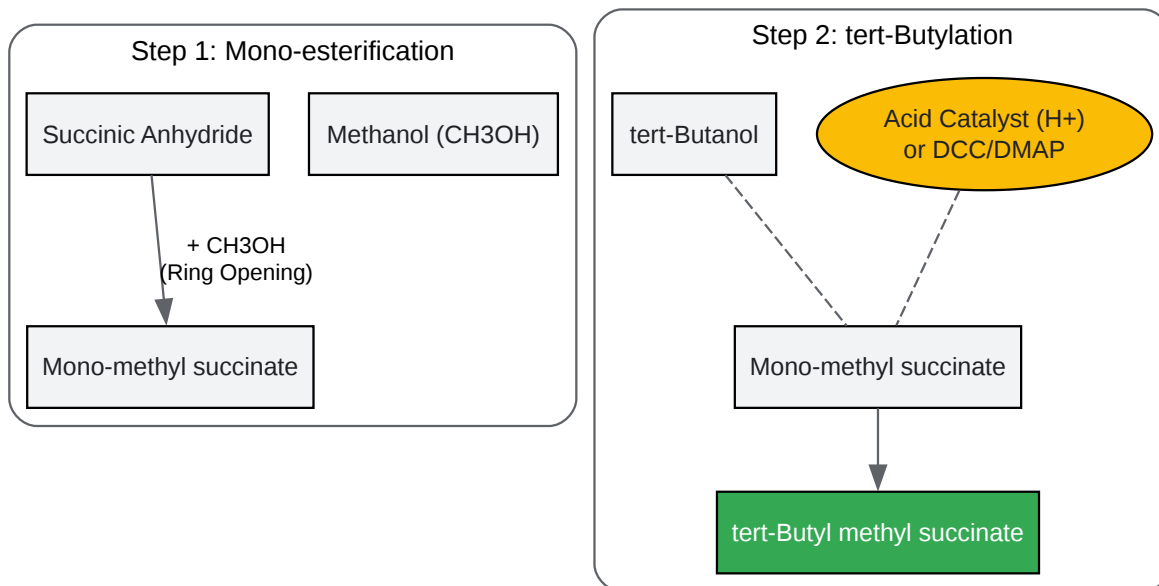 Step 1: Mono-esterification
Succinic Anhydride
Methanol (CH3OH)
+ CH3OH
(Ring Opening)
Mono-methyl succinate
Step 2: tert-Butylation
tert-Butanol
Acid Catalyst (H+)
or DCC/DMAP
Mono-methyl succinate
tert-Butyl methyl succinate